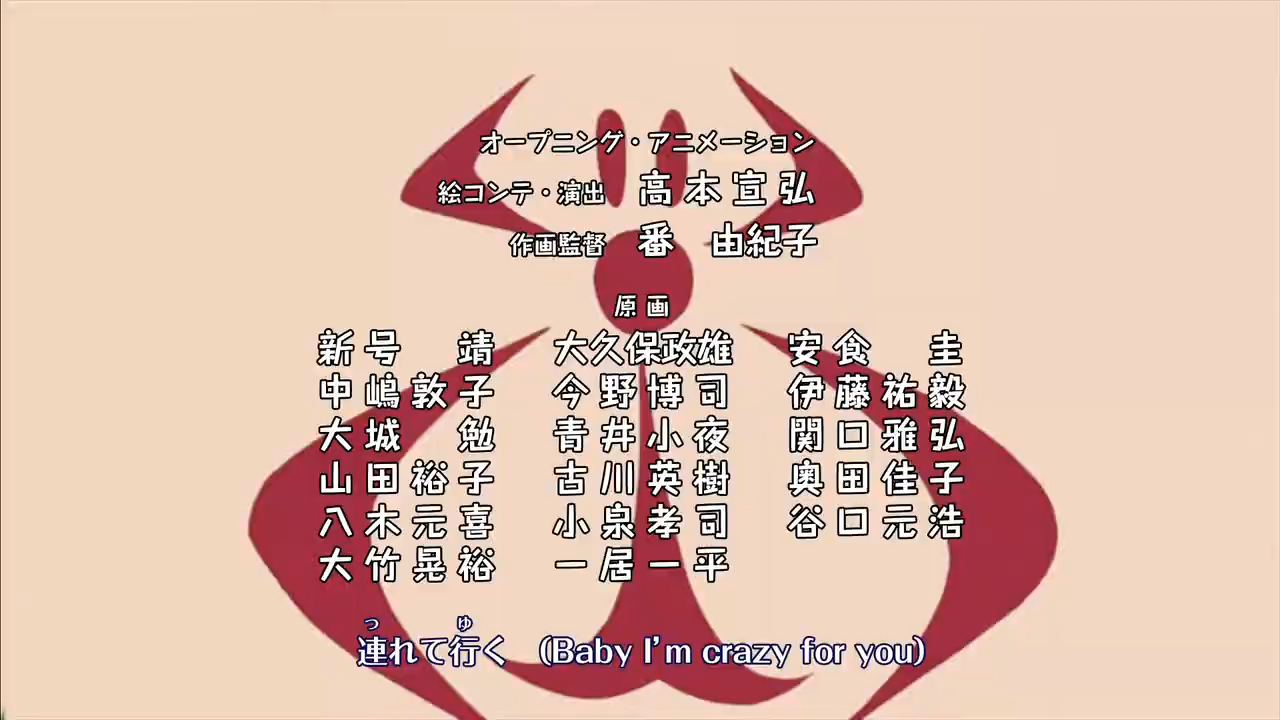 オープニング・アニメーション
絵コンテ・演出 高本宣弘
作画監督 番 由紀子
原画
新号 靖 大久保政雄 安食 圭
中嶋敦子 今野博司 伊藤祐毅
大城 勉 青井小夜 関口雅弘
山田裕子 古川英樹 奥田佳子
八木元喜 小泉孝司 谷口元浩
大竹晃裕 一居一平
つ ゆ
連れて行く (Baby I'm crazy for you)